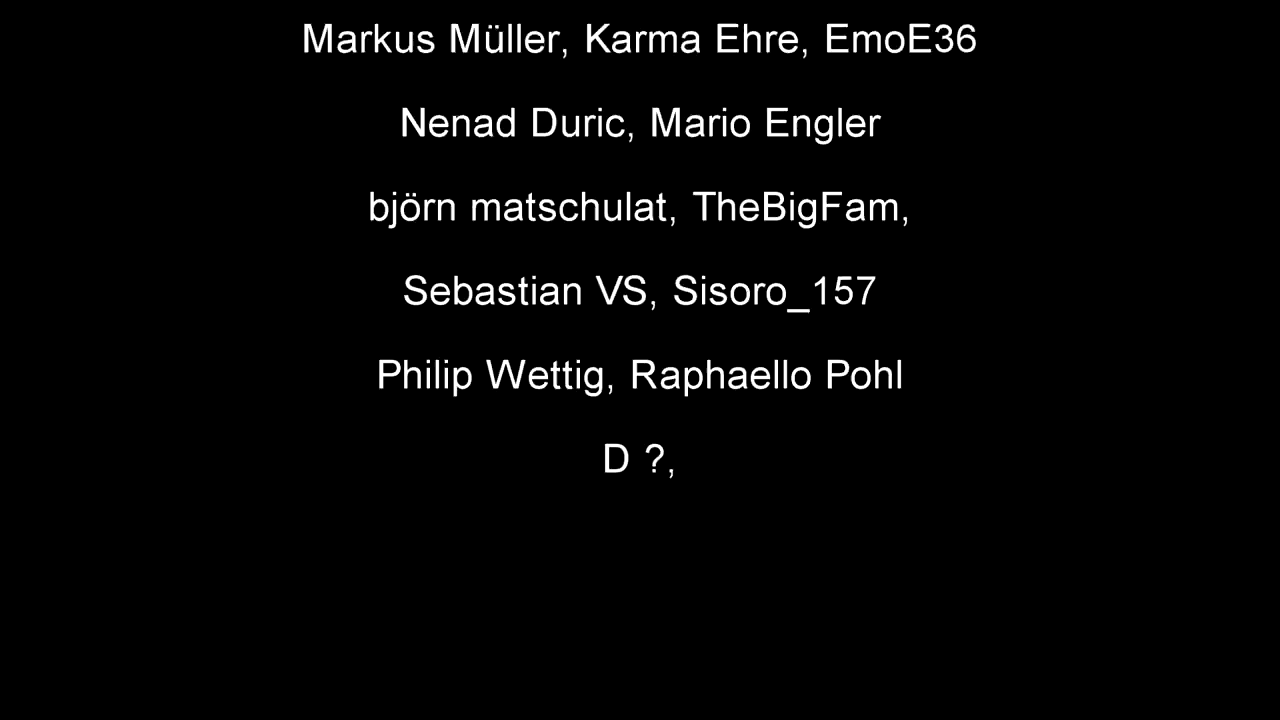 Markus Müller, Karma Ehre, EmoE36
Nenad Duric, Mario Engler
björn matschulat, TheBigFam,
Sebastian VS, Sisoro_157
Philip Wettig, Raphaello Pohl
D ?,